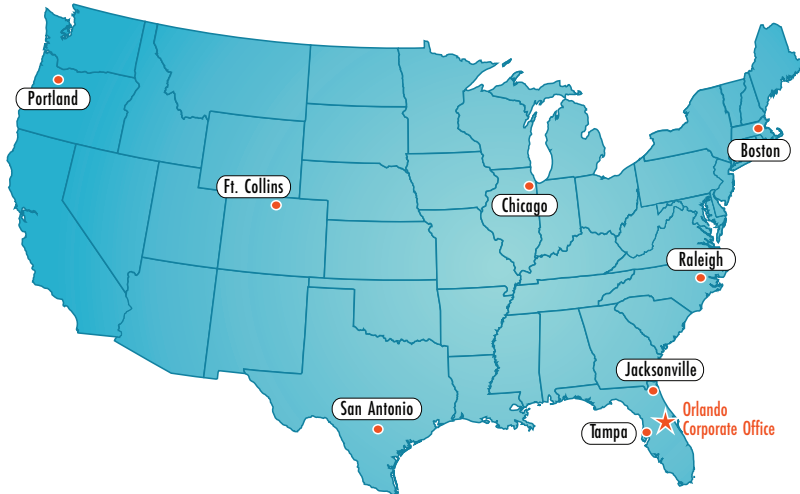 Portland
Boston
Ft. Collins
Chicago
Raleigh
Jacksonville
San Antonio
Orlando
Corporate Office
Tampa